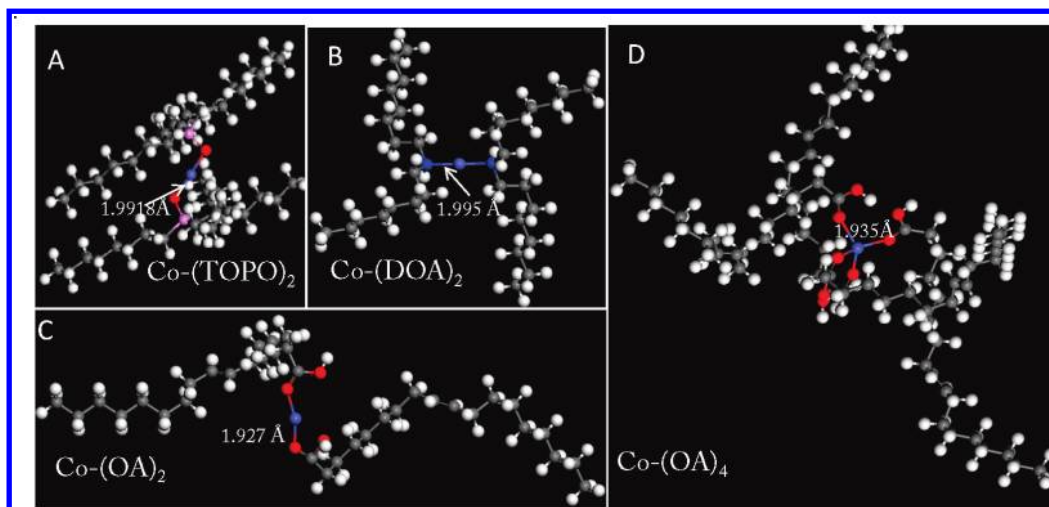 A
1.9918Å
Co-(TOPO)₂
B
1.995 Å
Co-(DOA)₂
C
1.927 Å
Co-(OA)₂
D
1.935Å
Co-(OA)₄